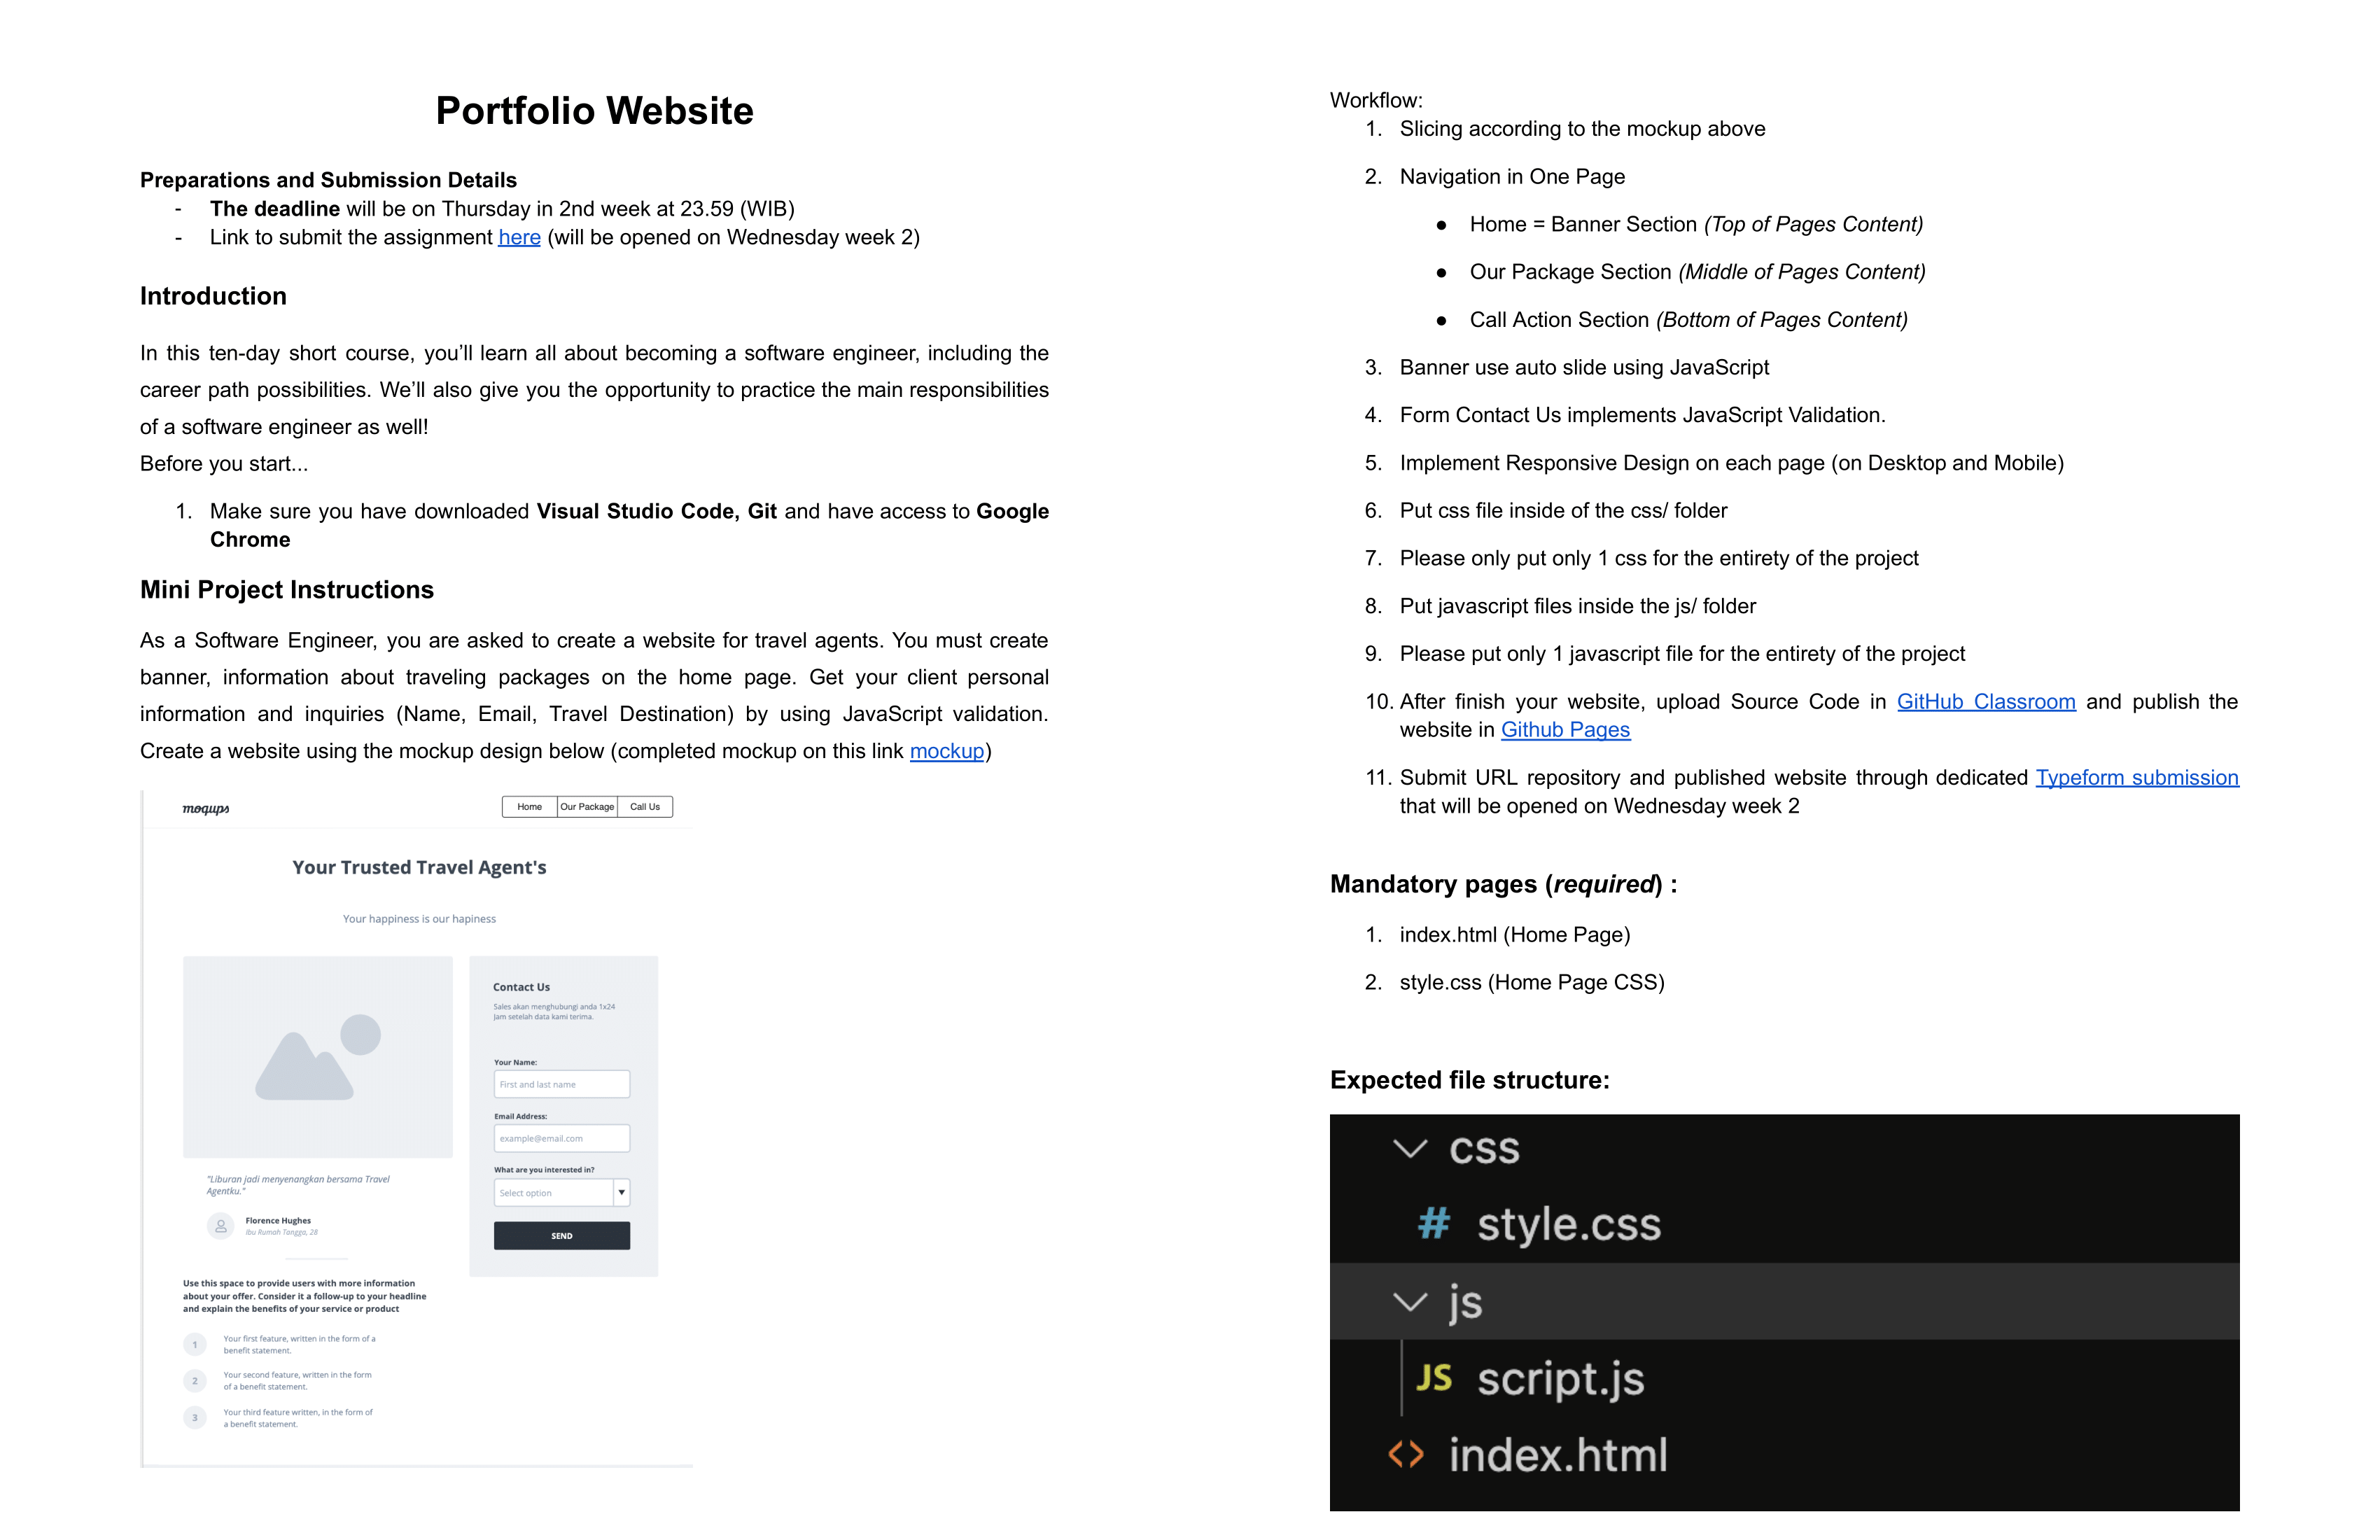 Portfolio Website
Preparations and Submission Details
- The deadline will be on Thursday in 2nd week at 23.59 (WIB)
- Link to submit the assignment here (will be opened on Wednesday week 2)
Introduction
In this ten-day short course, you’ll learn all about becoming a software engineer, including the
career path possibilities. We’ll also give you the opportunity to practice the main responsibilities
of a software engineer as well!
Before you start...
1. Make sure you have downloaded Visual Studio Code, Git and have access to Google
Chrome
Mini Project Instructions
As a Software Engineer, you are asked to create a website for travel agents. You must create
banner, information about traveling packages on the home page. Get your client personal
information and inquiries (Name, Email, Travel Destination) by using JavaScript validation.
Create a website using the mockup design below (completed mockup on this link mockup)
moqups
Home Our Package Call Us
Your Trusted Travel Agent's
Your happiness is our hapiness
"Liburan jadi menyenangkan bersama Travel
Agentku."
Florence Hughes
Ibu Rumah Tangga, 28
Use this space to provide users with more information
about your offer. Consider it a follow-up to your headline
and explain the benefits of your service or product
1 Your first feature, written in the form of a
benefit statement.
2 Your second feature, written in the form
of a benefit statement.
3 Your third feature written, in the form of
a benefit statement.
Contact Us
Sales akan menghubungi anda 1x24
Jam setelah data kami terima.
Your Name:
First and last name
Email Address:
example@email.com
What are you interested in?
Select option
SEND
Workflow:
1. Slicing according to the mockup above
2. Navigation in One Page
● Home = Banner Section (Top of Pages Content)
● Our Package Section (Middle of Pages Content)
● Call Action Section (Bottom of Pages Content)
3. Banner use auto slide using JavaScript
4. Form Contact Us implements JavaScript Validation.
5. Implement Responsive Design on each page (on Desktop and Mobile)
6. Put css file inside of the css/ folder
7. Please only put only 1 css for the entirety of the project
8. Put javascript files inside the js/ folder
9. Please put only 1 javascript file for the entirety of the project
10. After finish your website, upload Source Code in GitHub Classroom and publish the
website in Github Pages
11. Submit URL repository and published website through dedicated Typeform submission
that will be opened on Wednesday week 2
Mandatory pages (required) :
1. index.html (Home Page)
2. style.css (Home Page CSS)
Expected file structure:
css
# style.css
js
JS script.js
<> index.html